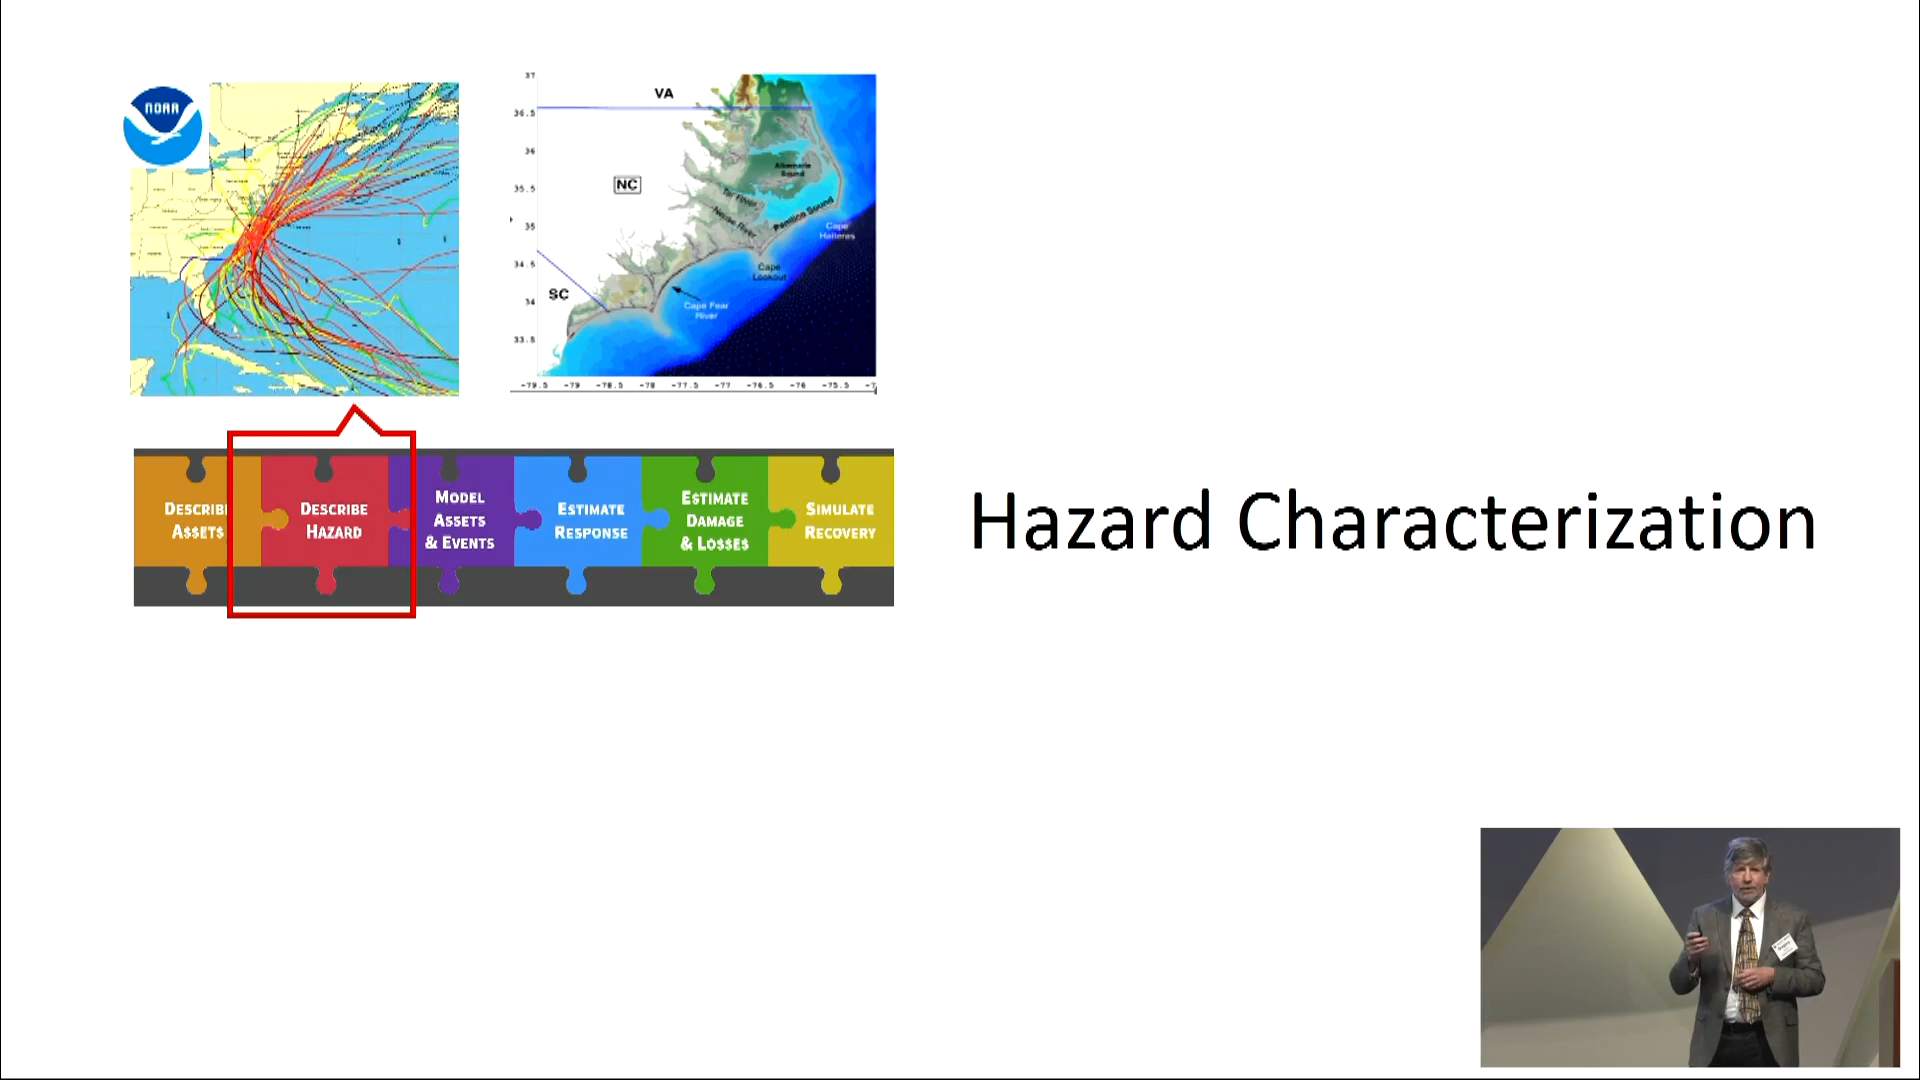 NOAA
37
VA
36.5
36
Albemarle
Sound
NC
35.5
Tar River
Neuse River
Pamlico Sound
35
Cape
Hatteras
34.5
Cape
Lookout
SC
34
Cape Fear
River
33.5
-79.5 -79 -78.5 -78 -77.5 -77 -76.5 -76 -75.5
DESCRIBE
ASSETS
DESCRIBE
HAZARD
MODEL
ASSETS
& EVENTS
ESTIMATE
RESPONSE
ESTIMATE
DAMAGE
& LOSSES
SIMULATE
RECOVERY
Hazard Characterization